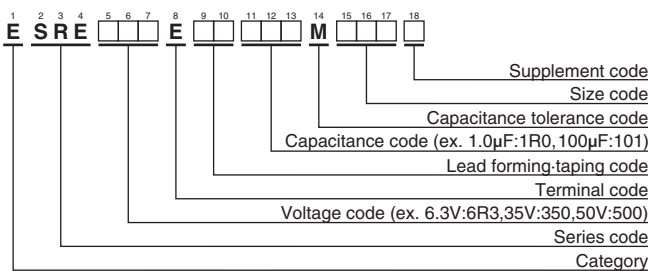 1 2 3 4 5 6 7 8 9 10 11 12 13 14 15 16 17 18
E S R E E M
Supplement code
Size code
Capacitance tolerance code
Capacitance code (ex. 1.0μF:1R0,100μF:101)
Lead forming·taping code
Terminal code
Voltage code (ex. 6.3V:6R3,35V:350,50V:500)
Series code
Category